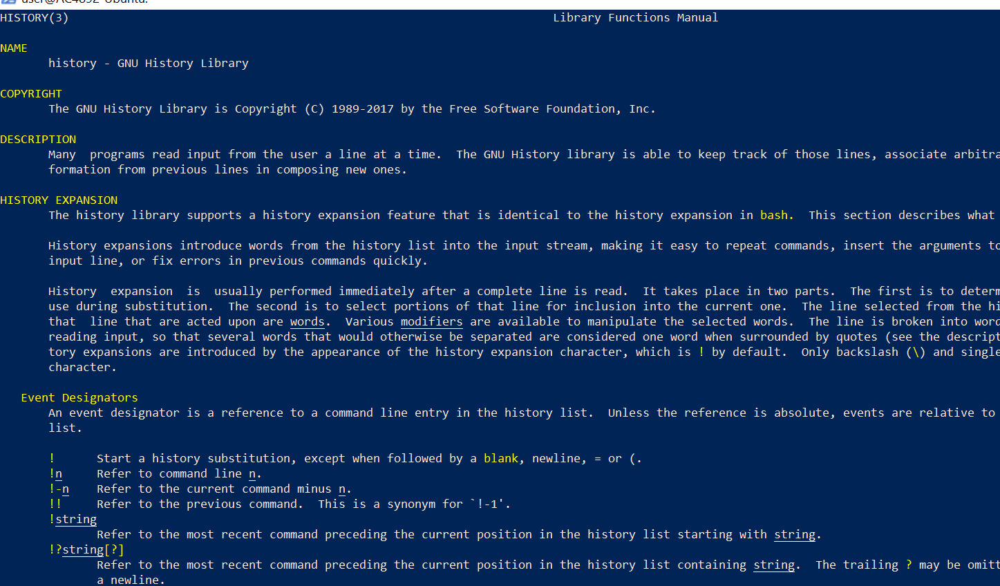 HISTORY(3) Library Functions Manual
NAME
history - GNU History Library
COPYRIGHT
The GNU History Library is Copyright (C) 1989-2017 by the Free Software Foundation, Inc.
DESCRIPTION
Many  programs read input from the user a line at a time.  The GNU History library is able to keep track of those lines, associate
formation from previous lines in composing new ones.
HISTORY EXPANSION
The history library supports a history expansion feature that is identical to the history expansion in bash.  This section describes what
History expansions introduce words from the history list into the input stream, making it easy to repeat commands, insert the arguments to
input line, or fix errors in previous commands quickly.
History  expansion  is  usually performed immediately after a complete line is read.  It takes place in two parts.  The first is to
use during substitution.  The second is to select portions of that line for inclusion into the current one.  The line selected from the
that  line that are acted upon are words.  Various modifiers are available to manipulate the selected words.  The line is broken into
reading input, so that several words that would otherwise be separated are considered one word when surrounded by quotes (see the
tory expansions are introduced by the appearance of the history expansion character, which is ! by default.  Only backslash (\) and single
character.
Event Designators
An event designator is a reference to a command line entry in the history list.  Unless the reference is absolute, events are relative to
list.
! Start a history substitution, except when followed by a blank, newline, = or (.
!n Refer to command line n.
!-n Refer to the current command minus n.
!! Refer to the previous command.  This is a synonym for `!-1'.
!string
Refer to the most recent command preceding the current position in the history list starting with string.
!?string[?]
Refer to the most recent command preceding the current position in the history list containing string.  The trailing ? may be
a newline.